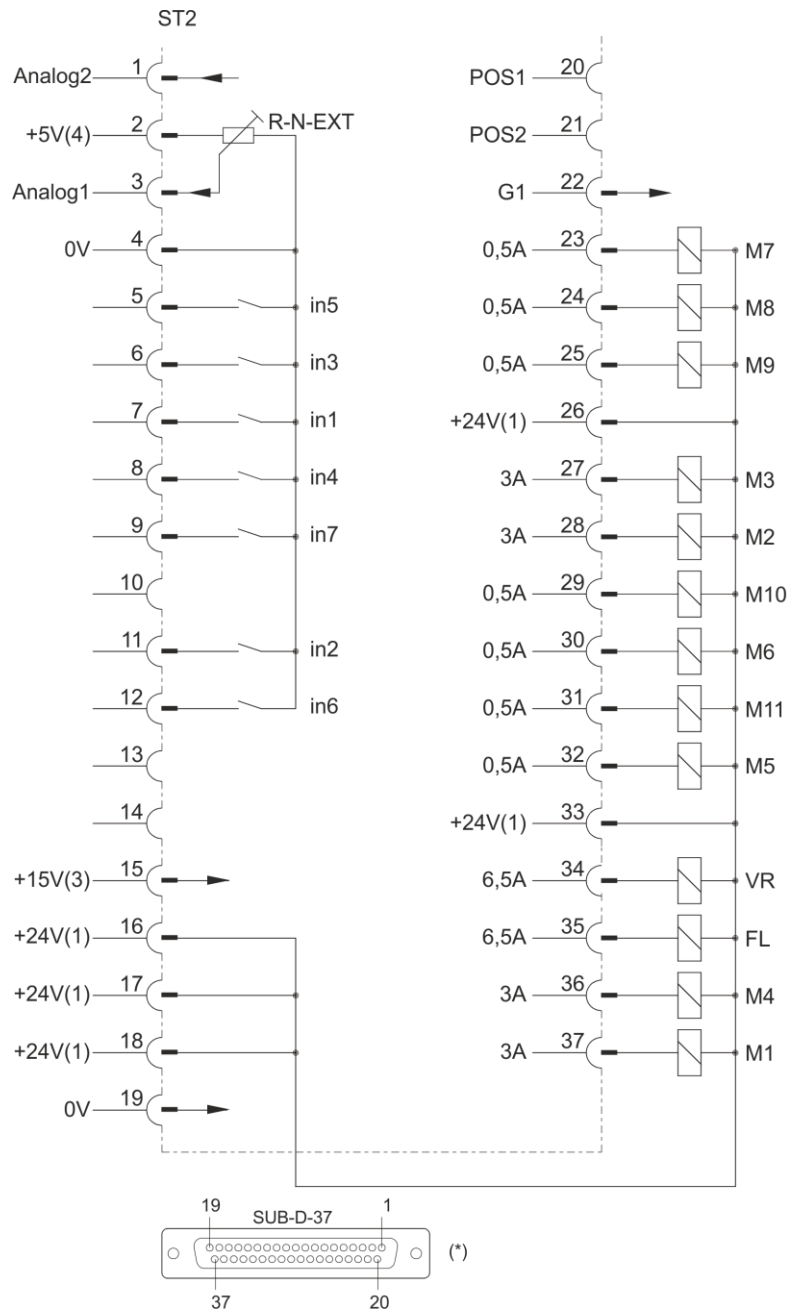 ST2
Analog2 1
+5V(4) 2 R-N-EXT
Analog1 3
0V 4
5 in5
6 in3
7 in1
8 in4
9 in7
10
11 in2
12 in6
13
14
+15V(3) 15
+24V(1) 16
+24V(1) 17
+24V(1) 18
0V 19
POS1 20
POS2 21
G1 22
0,5A 23 M7
0,5A 24 M8
0,5A 25 M9
+24V(1) 26
3A 27 M3
3A 28 M2
0,5A 29 M10
0,5A 30 M6
0,5A 31 M11
0,5A 32 M5
+24V(1) 33
6,5A 34 VR
6,5A 35 FL
3A 36 M4
3A 37 M1
19 SUB-D-37 1
(*)
37 20